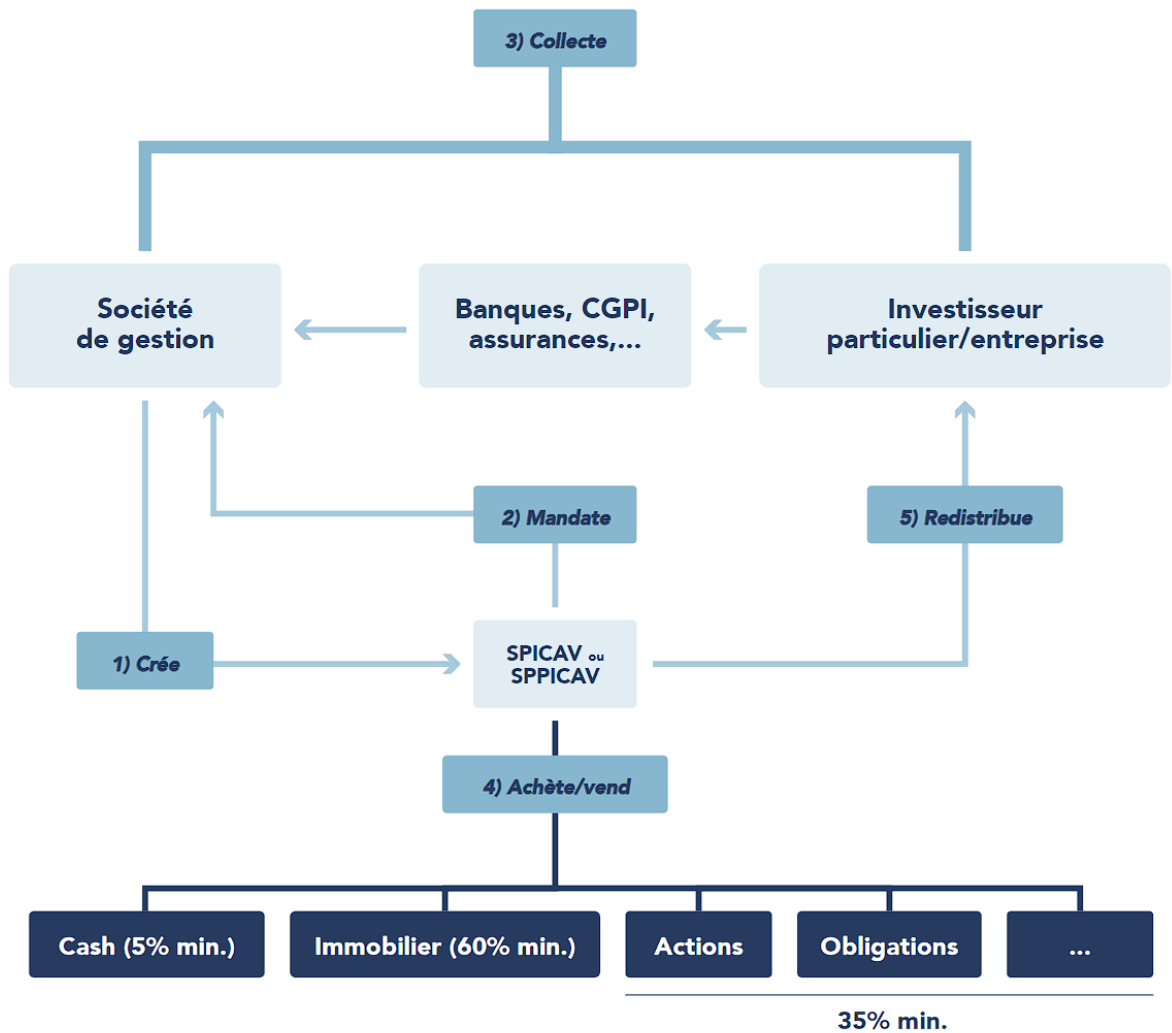 3) Collecte
Société
de gestion
Banques, CGPI,
assurances,...
Investisseur
particulier/entreprise
2) Mandate
5) Redistribue
1) Crée
SPICAV ou
SPPICAV
4) Achète/vend
Cash (5% min.)
Immobilier (60% min.)
Actions
Obligations
...
35% min.